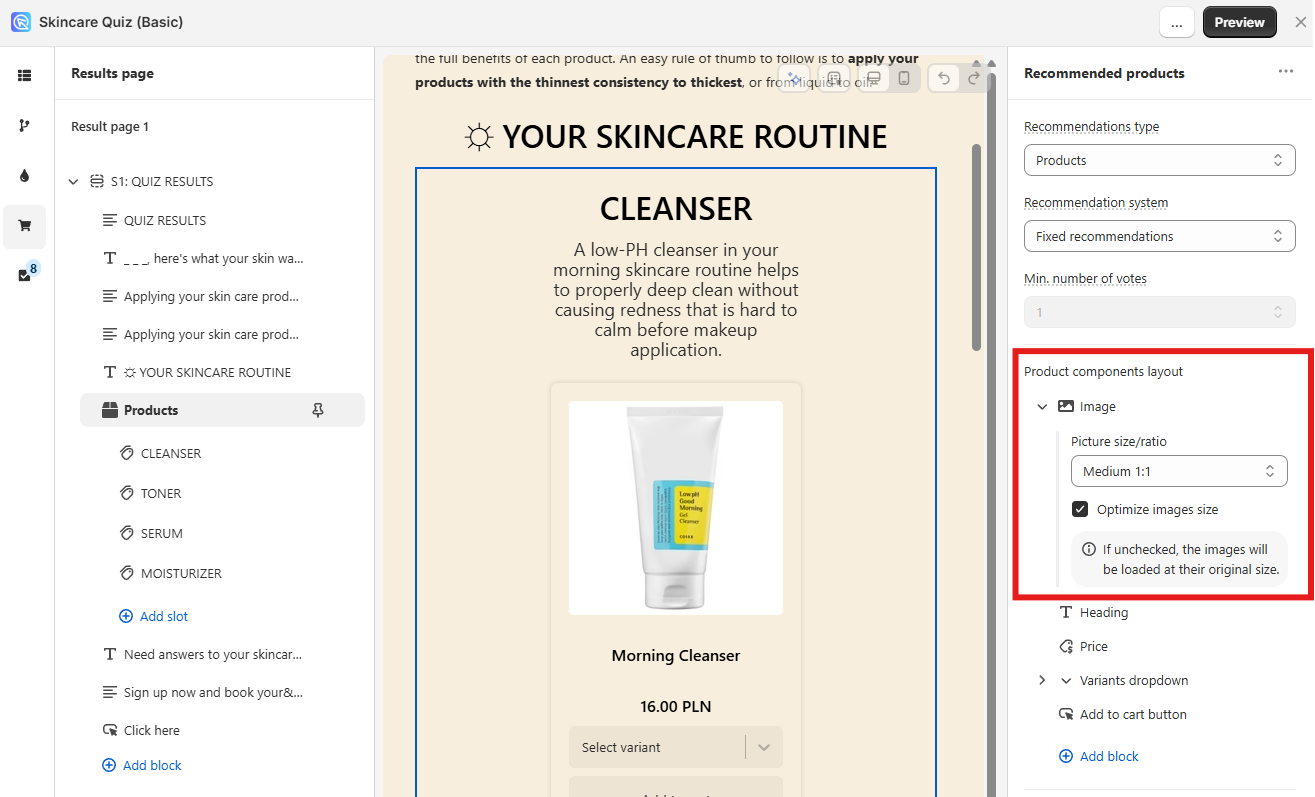 Skincare Quiz (Basic)
...
Preview
Results page
Result page 1
S1: QUIZ RESULTS
QUIZ RESULTS
_ _ _, here's what your skin wa...
Applying your skin care prod...
Applying your skin care prod...
☼ YOUR SKINCARE ROUTINE
Products
CLEANSER
TONER
SERUM
MOISTURIZER
Add slot
Need answers to your skincar...
Sign up now and book your&...
Click here
Add block
8
the full benefits of each product. An easy rule of thumb to follow is to apply your
products with the thinnest consistency to thickest, or from liquid to oil.
☼ YOUR SKINCARE ROUTINE
CLEANSER
A low-PH cleanser in your
morning skincare routine helps
to properly deep clean without
causing redness that is hard to
calm before makeup
application.
Low pH
Good
Morning
Gel
Cleanser
COSRX
Morning Cleanser
16.00 PLN
Select variant
Recommended products
Recommendations type
Products
Recommendation system
Fixed recommendations
Min. number of votes
1
Product components layout
Image
Picture size/ratio
Medium 1:1
Optimize images size
If unchecked, the images will
be loaded at their original size.
Heading
Price
Variants dropdown
Add to cart button
Add block